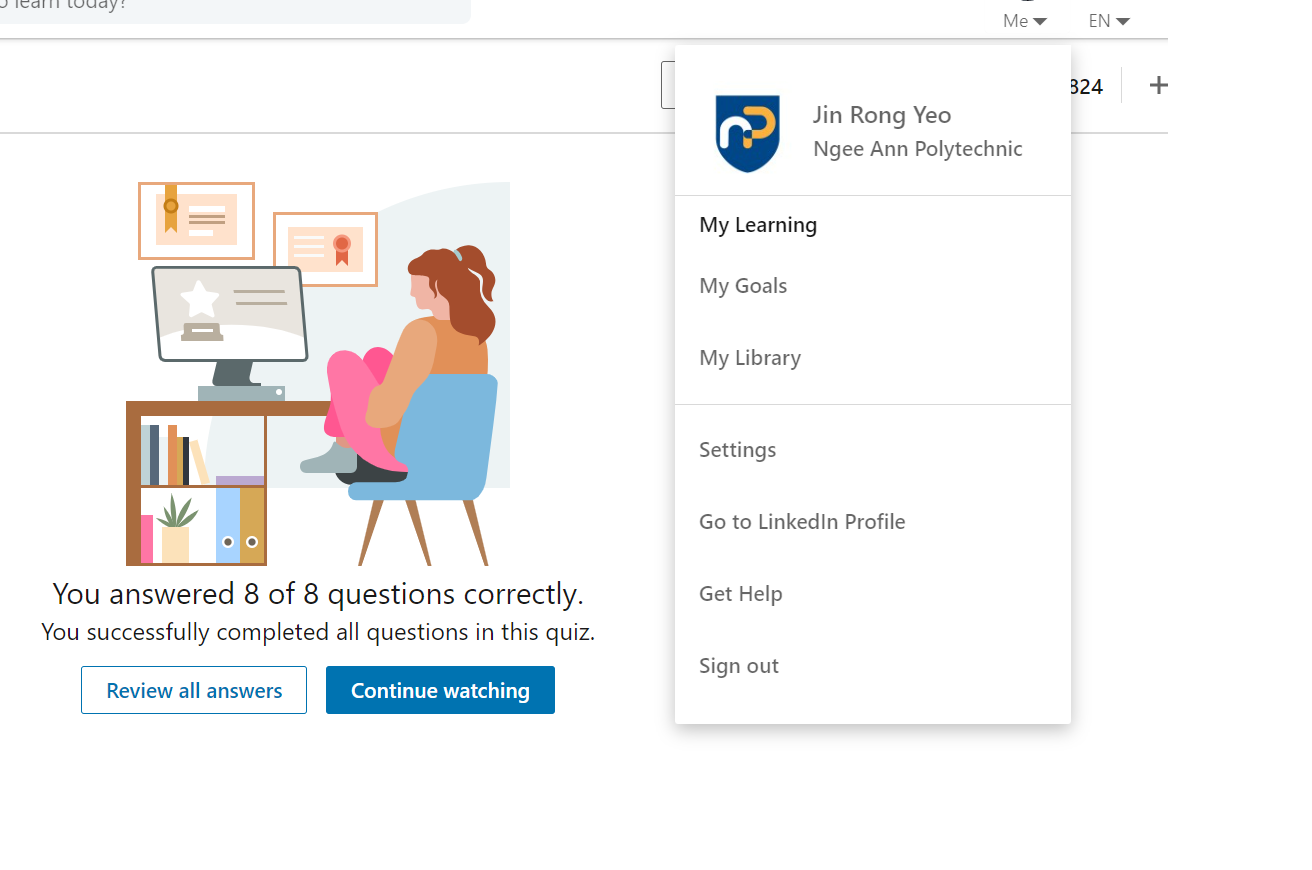 o learn today?
Me
EN
824
Jin Rong Yeo
Ngee Ann Polytechnic
My Learning
My Goals
My Library
Settings
Go to LinkedIn Profile
Get Help
Sign out
You answered 8 of 8 questions correctly.
You successfully completed all questions in this quiz.
Review all answers
Continue watching